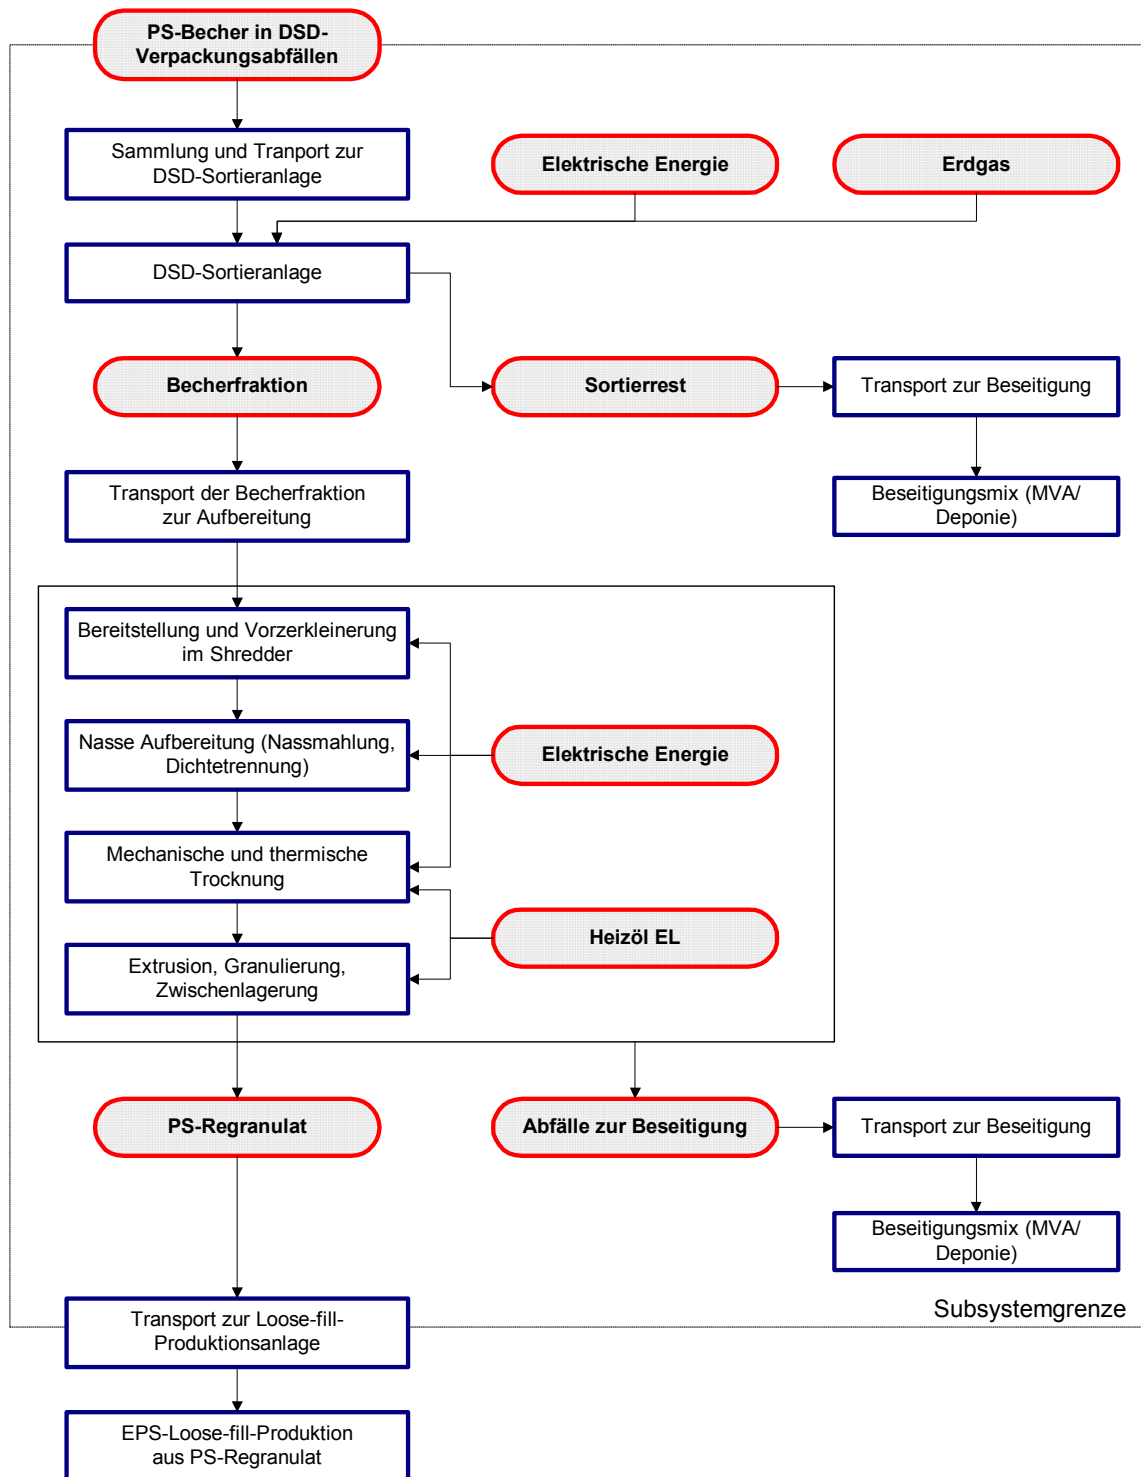 PS-Becher in DSD-
Verpackungsabfällen
Sammlung und Tranport zur
DSD-Sortieranlage
Elektrische Energie
Erdgas
DSD-Sortieranlage
Becherfraktion
Sortierrest
Transport zur Beseitigung
Transport der Becherfraktion
zur Aufbereitung
Beseitigungsmix (MVA/
Deponie)
Bereitstellung und Vorzerkleinerung
im Shredder
Nasse Aufbereitung (Nassmahlung,
Dichtetrennung)
Elektrische Energie
Mechanische und thermische
Trocknung
Heizöl EL
Extrusion, Granulierung,
Zwischenlagerung
PS-Regranulat
Abfälle zur Beseitigung
Transport zur Beseitigung
Beseitigungsmix (MVA/
Deponie)
Subsystemgrenze
Transport zur Loose-fill-
Produktionsanlage
EPS-Loose-fill-Produktion
aus PS-Regranulat